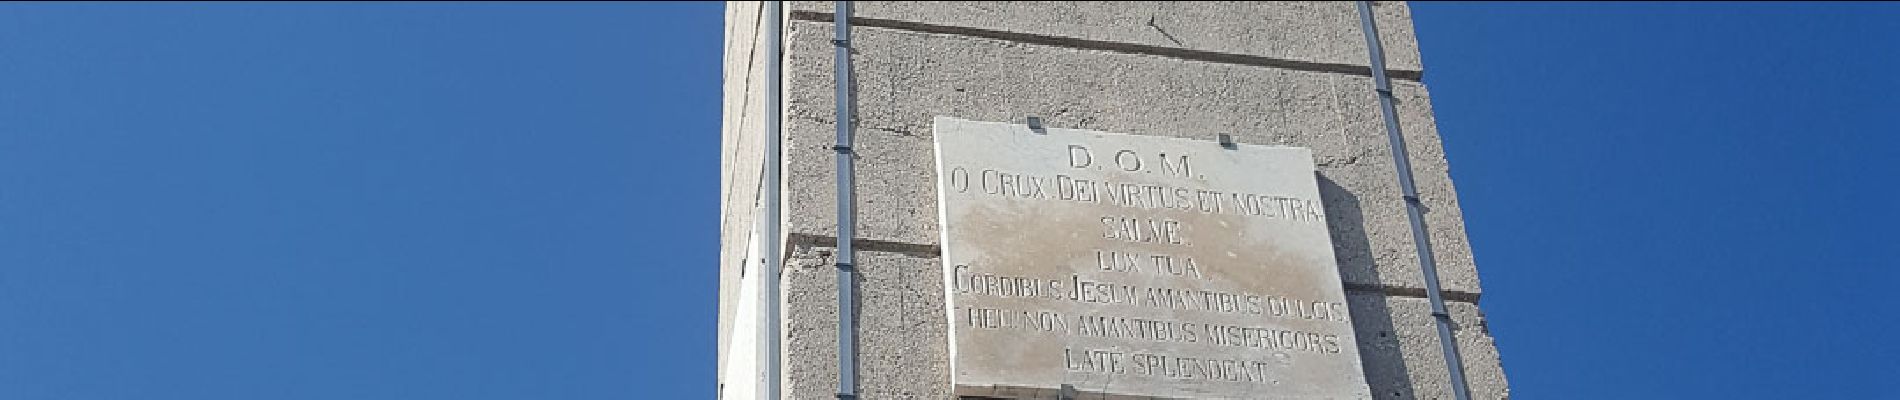 D. O. M.
O CRUX! DEI VIRTUS ET NOSTRA
SALVE.
LUX TUA
CORDIBUS JESUM AMANTIBUS DULCIS
HEU! NON AMANTIBUS MISERICORS
LATE SPLENDEAT.